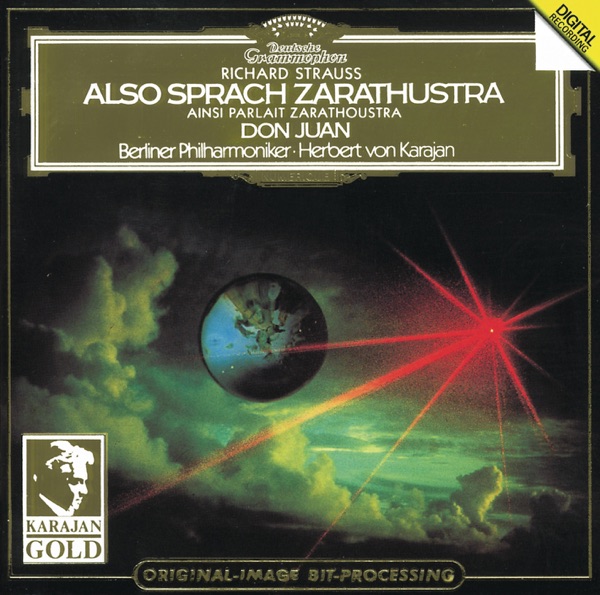 DIGITAL
RECORDING
Deutsche
Grammophon
RICHARD STRAUSS
ALSO SPRACH ZARATHUSTRA
AINSI PARLAIT ZARATHOUSTRA
DON JUAN
Berliner Philharmoniker · Herbert von Karajan
NUMERIQUE
KARAJAN
GOLD
ORIGINAL-IMAGE BIT-PROCESSING